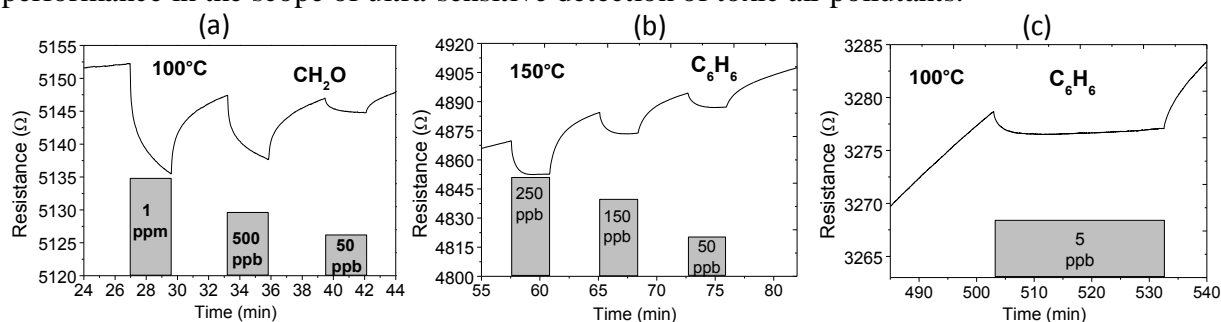 performance in the scope of ultra-sensitive detection of toxic air pollutants.
(a)
5155
5150
5145
5140
5135
5130
5125
5120
Resistance (Ω)
100°C
CH2O
1
ppm
500
ppb
50
ppb
24 26 28 30 32 34 36 38 40 42 44
Time (min)
(b)
4920
4905
4890
4875
4860
4845
4830
4815
4800
Resistance (Ω)
150°C
C6H6
250
ppb
150
ppb
50
ppb
55 60 65 70 75 80
Time (min)
(c)
3285
3280
3275
3270
3265
Resistance (Ω)
100°C
C6H6
5
ppb
490 500 510 520 530 540
Time (min)